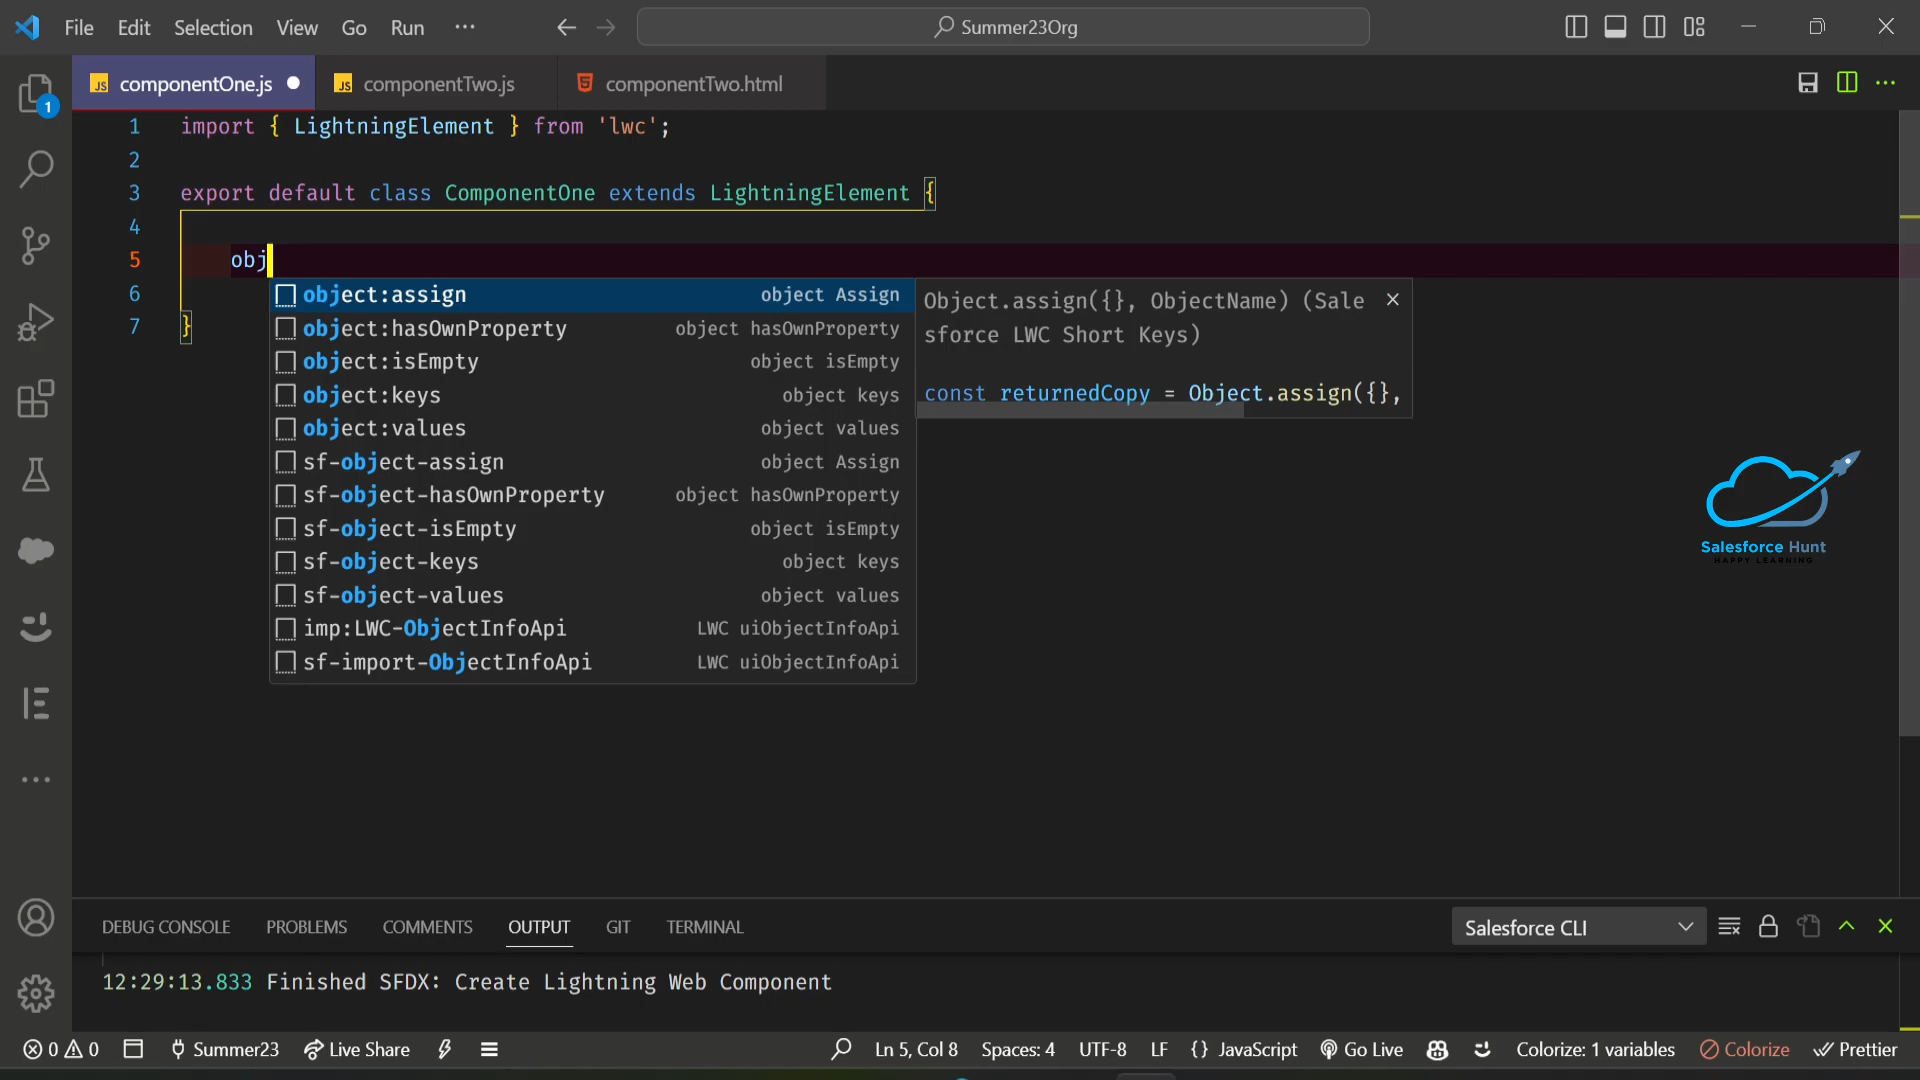 File Edit Selection View Go Run ···
Summer23Org
componentOne.js componentTwo.js componentTwo.html
1 import { LightningElement } from 'lwc';
2
3 export default class ComponentOne extends LightningElement {
4
5 obj
6
7 }
object:assign object Assign
object:hasOwnProperty object hasOwnProperty
object:isEmpty object isEmpty
object:keys object keys
object:values object values
sf-object-assign object Assign
sf-object-hasOwnProperty object hasOwnProperty
sf-object-isEmpty object isEmpty
sf-object-keys object keys
sf-object-values object values
imp:LWC-ObjectInfoApi LWC uiObjectInfoApi
sf-import-ObjectInfoApi LWC uiObjectInfoApi
Object.assign({}, ObjectName) (Sale
sforce LWC Short Keys)
const returnedCopy = Object.assign({},
Salesforce Hunt
HAPPY LEARNING
1
DEBUG CONSOLE PROBLEMS COMMENTS OUTPUT GIT TERMINAL
Salesforce CLI
12:29:13.833 Finished SFDX: Create Lightning Web Component
0 0 Summer23 Live Share Ln 5, Col 8 Spaces: 4 UTF-8 LF {} JavaScript Go Live Colorize: 1 variables Colorize Prettier